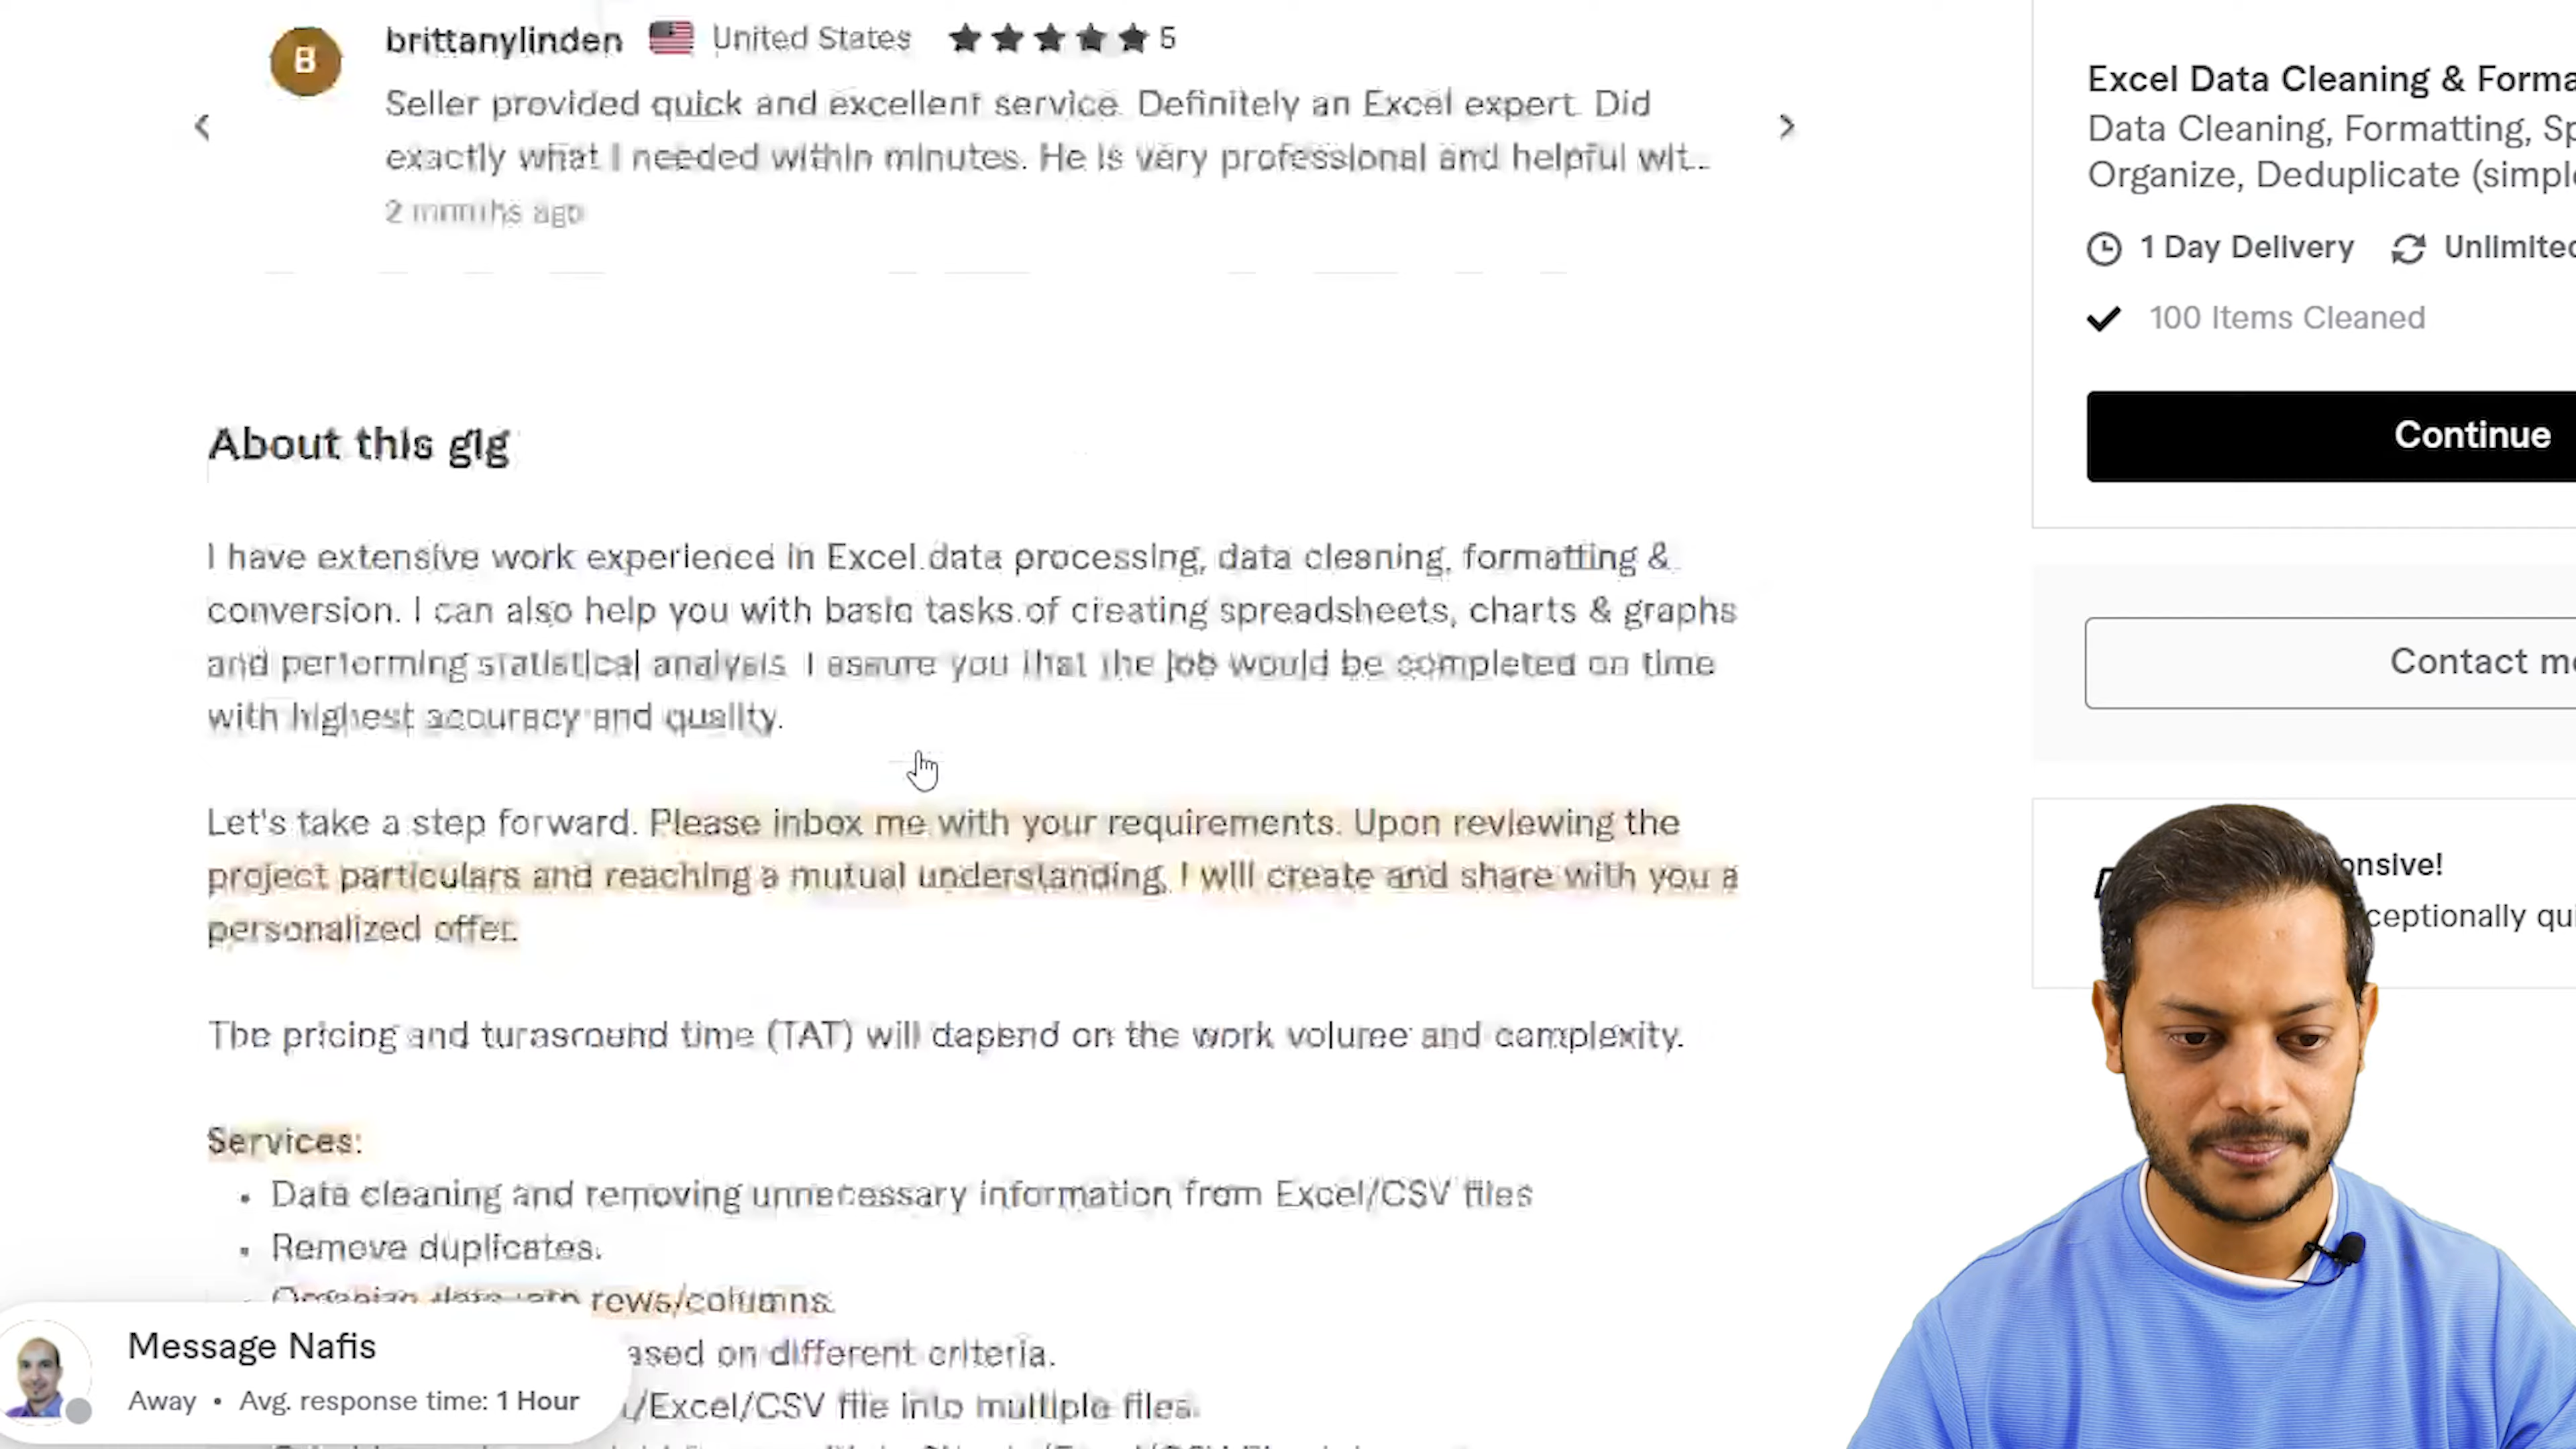 B
brittanylinden United States 5
Seller provided quick and excellent service. Definitely an Excel expert. Did
exactly what I needed within minutes. He is very professional and helpful wit..
2 months ago
About this gig
I have extensive work experience in Excel data processing, data cleaning, formatting &
conversion. I can also help you with basic tasks of creating spreadsheets, charts & graphs
and performing statistical analysis. I assure you that the job would be completed on time
with highest accuracy and quality.
Let's take a step forward. Please inbox me with your requirements. Upon reviewing the
project particulars and reaching a mutual understanding, I will create and share with you a
personalized offer.
The pricing and turnaround time (TAT) will depend on the work volume and complexity.
Services:
Data cleaning and removing unnecessary information from Excel/CSV files
Remove duplicates.
Organize data into rows/columns.
ased on different criteria.
/Excel/CSV file into multiple files.
Message Nafis
Away • Avg. response time: 1 Hour
Excel Data Cleaning & Forma
Data Cleaning, Formatting, Sp
Organize, Deduplicate (simple
1 Day Delivery Unlimited
100 Items Cleaned
Continue
Contact me
onsive!
ceptionally qui